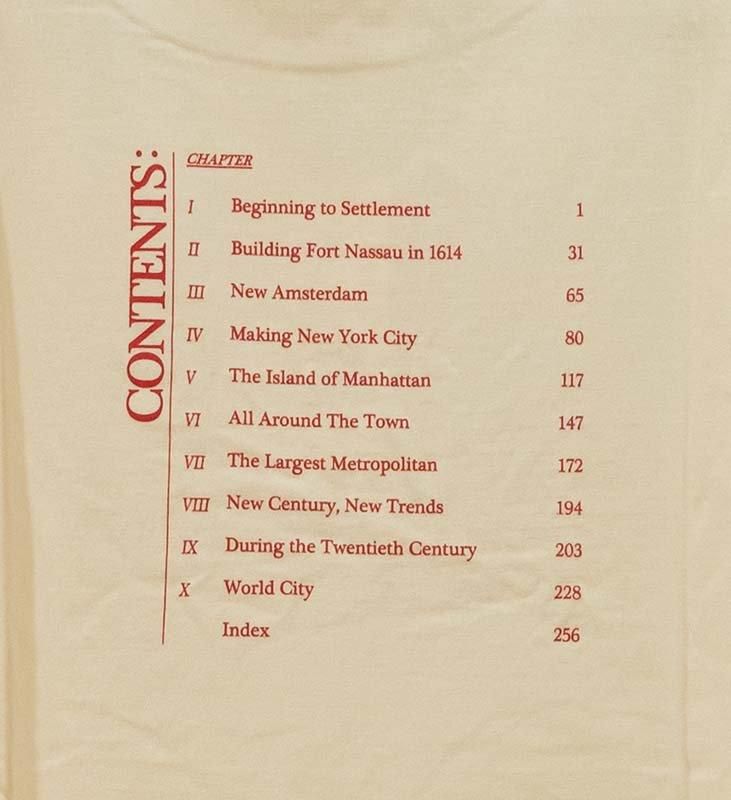 CONTENTS:
CHAPTER
I Beginning to Settlement 1
II Building Fort Nassau in 1614 31
III New Amsterdam 65
IV Making New York City 80
V The Island of Manhattan 117
VI All Around The Town 147
VII The Largest Metropolitan 172
VIII New Century, New Trends 194
IX During the Twentieth Century 203
X World City 228
Index 256